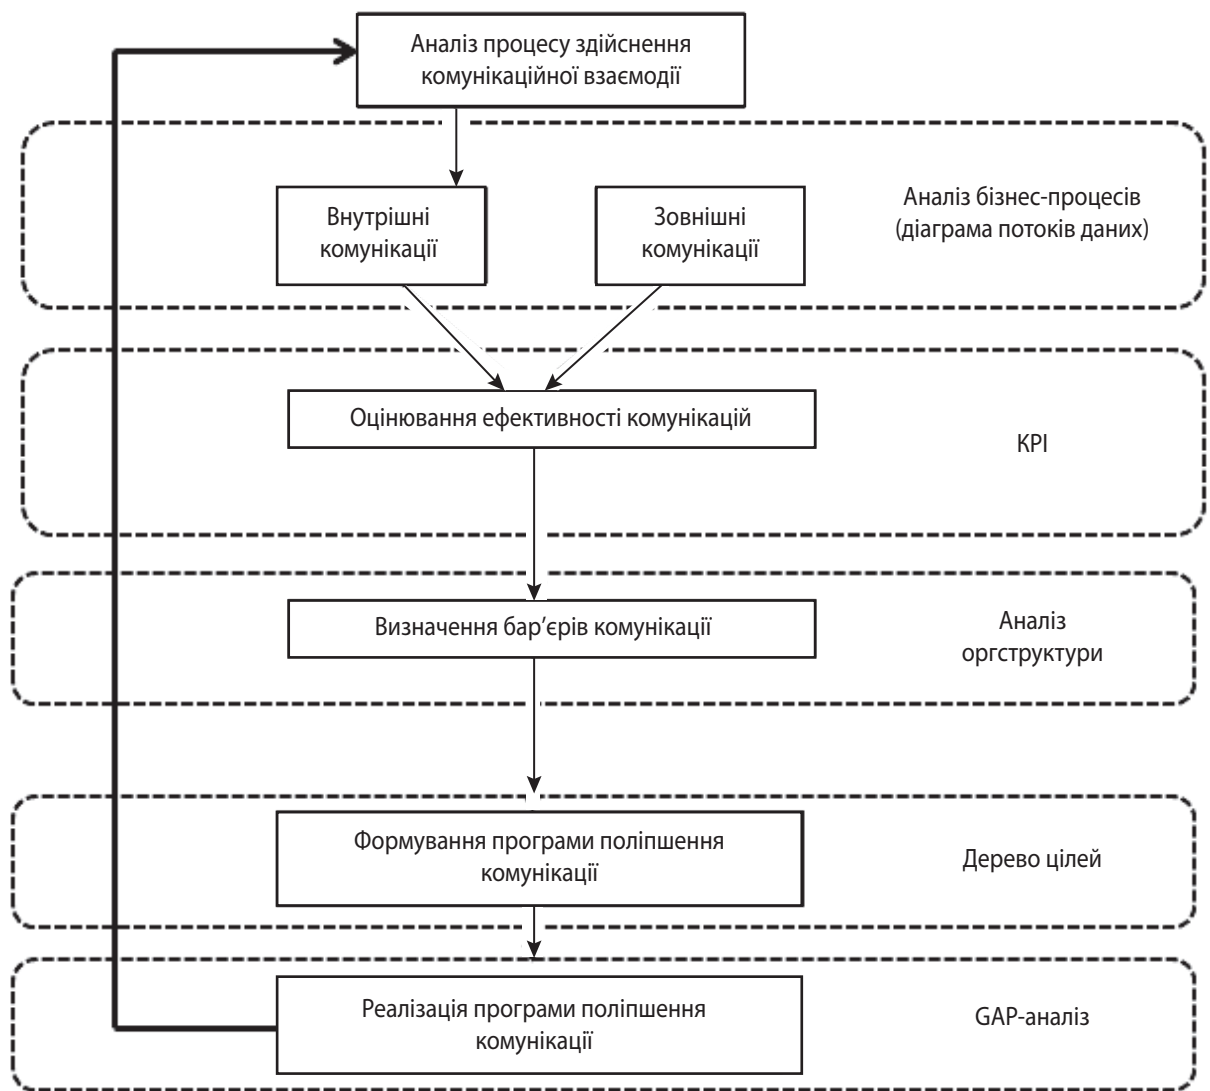 Аналіз процесу здійснення
комунікаційної взаємодії
Внутрішні
комунікації
Зовнішні
комунікації
Аналіз бізнес-процесів
(діаграма потоків даних)
Оцінювання ефективності комунікацій
KPI
Визначення бар’єрів комунікації
Аналіз
оргструктури
Формування програми поліпшення
комунікації
Дерево цілей
Реалізація програми поліпшення
комунікації
GAP-аналіз